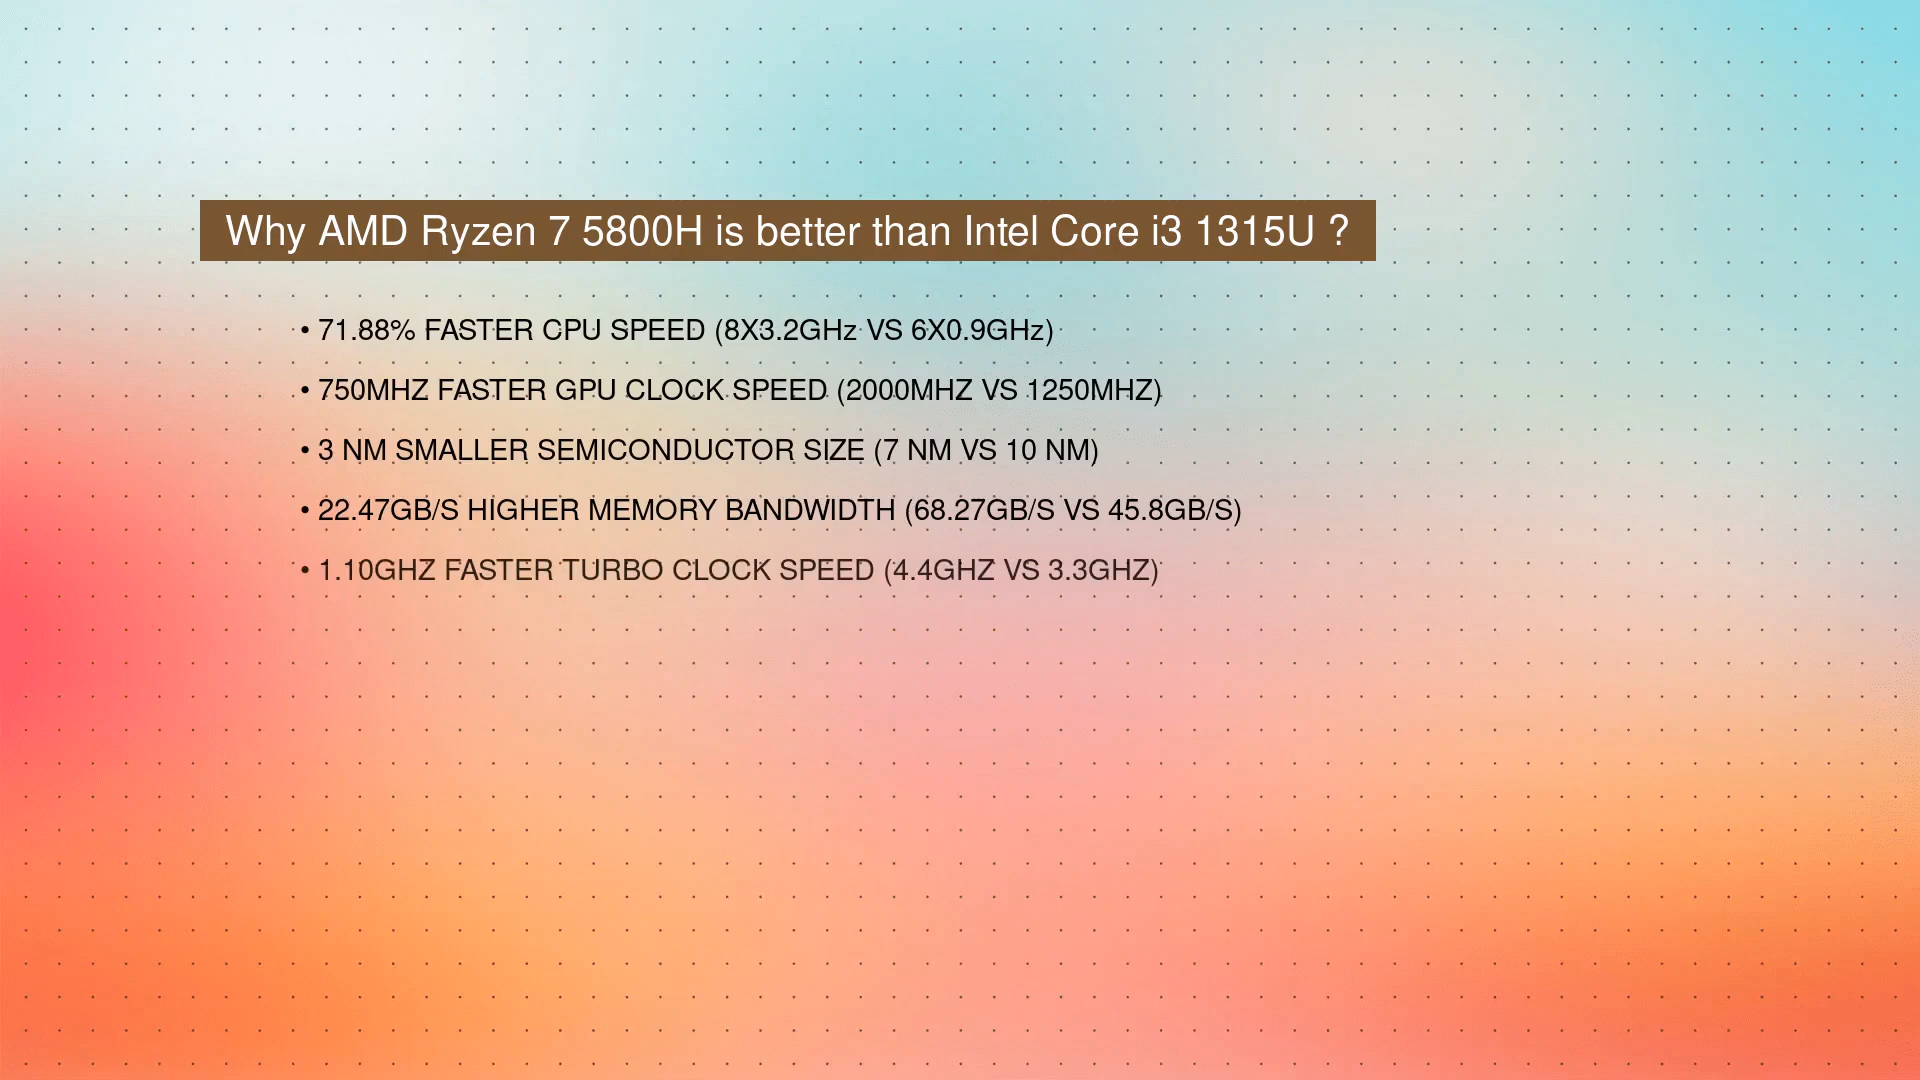 Why AMD Ryzen 7 5800H is better than Intel Core i3 1315U ?
• 71.88% FASTER CPU SPEED (8X3.2GHz VS 6X0.9GHz)
• 750MHZ FASTER GPU CLOCK SPEED (2000MHZ VS 1250MHZ)
• 3 NM SMALLER SEMICONDUCTOR SIZE (7 NM VS 10 NM)
• 22.47GB/S HIGHER MEMORY BANDWIDTH (68.27GB/S VS 45.8GB/S)
• 1.10GHZ FASTER TURBO CLOCK SPEED (4.4GHZ VS 3.3GHZ)